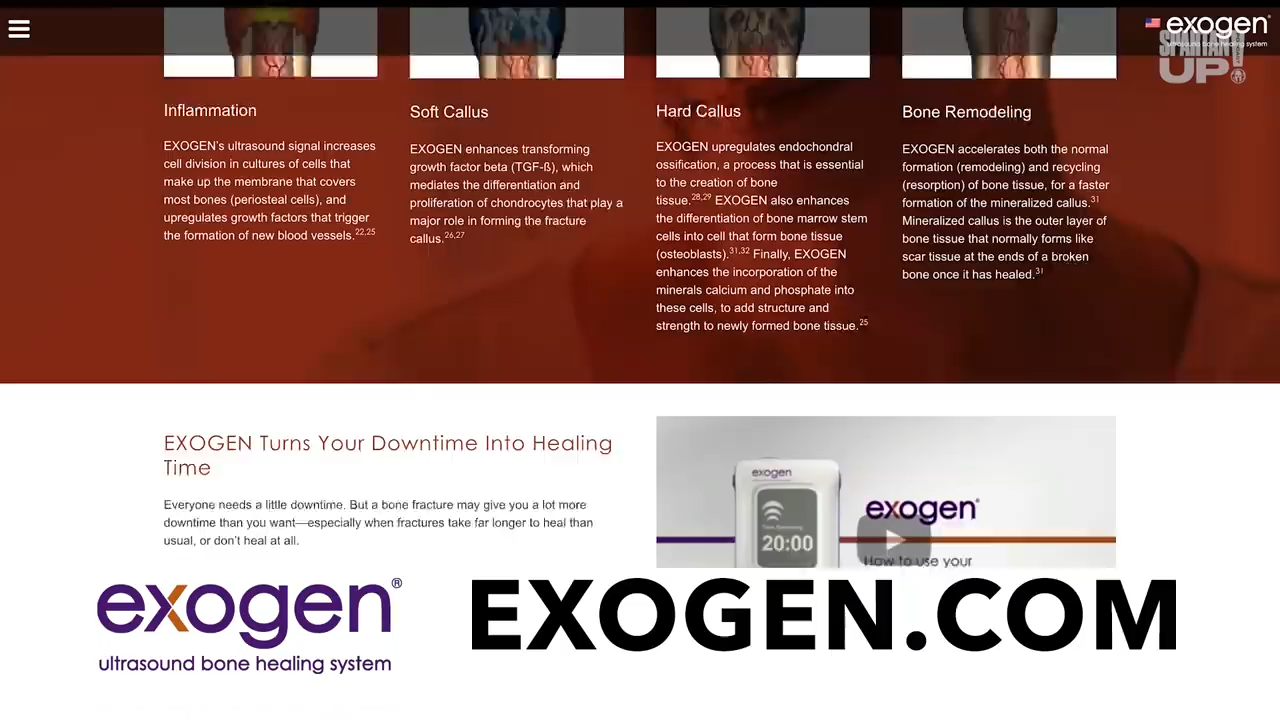 exogen®
ultrasound bone healing system
SPARTAN
UP!
Inflammation
EXOGEN's ultrasound signal increases
cell division in cultures of cells that
make up the membrane that covers
most bones (periosteal cells), and
upregulates growth factors that trigger
the formation of new blood vessels.22,25
Soft Callus
EXOGEN enhances transforming
growth factor beta (TGF-ß), which
mediates the differentiation and
proliferation of chondrocytes that play a
major role in forming the fracture
callus.26,27
Hard Callus
EXOGEN upregulates endochondral
ossification, a process that is essential
to the creation of bone
tissue.28,29 EXOGEN also enhances
the differentiation of bone marrow stem
cells into cell that form bone tissue
(osteoblasts).31,32 Finally, EXOGEN
enhances the incorporation of the
minerals calcium and phosphate into
these cells, to add structure and
strength to newly formed bone tissue.25
Bone Remodeling
EXOGEN accelerates both the normal
formation (remodeling) and recycling
(resorption) of bone tissue, for a faster
formation of the mineralized callus.31
Mineralized callus is the outer layer of
bone tissue that normally forms like
scar tissue at the ends of a broken
bone once it has healed.31
EXOGEN Turns Your Downtime Into Healing
Time
Everyone needs a little downtime. But a bone fracture may give you a lot more
downtime than you want—especially when fractures take far longer to heal than
usual, or don't heal at all.
exogen
Time Remaining
20:00
exogen®
How to use your
exogen®
ultrasound bone healing system
EXOGEN.COM